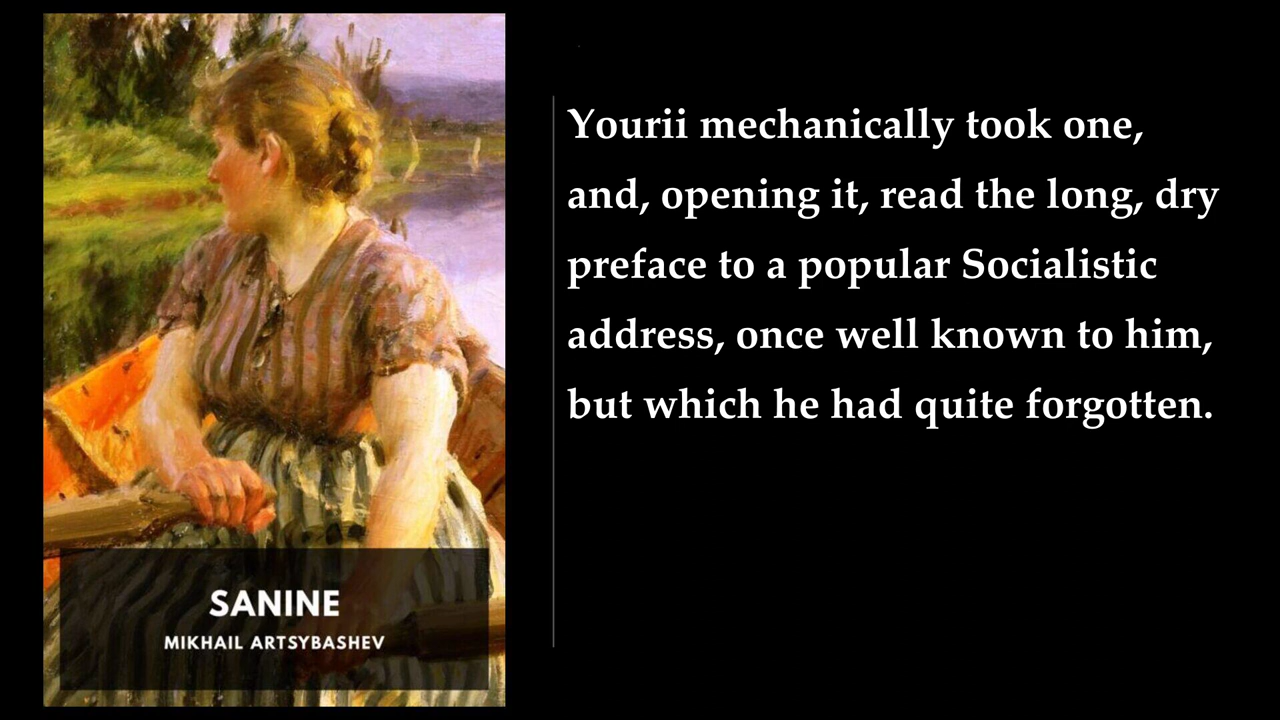 SANINE
MIKHAIL ARTSYBASHEV
Yourii mechanically took one,
and, opening it, read the long, dry
preface to a popular Socialistic
address, once well known to him,
but which he had quite forgotten.